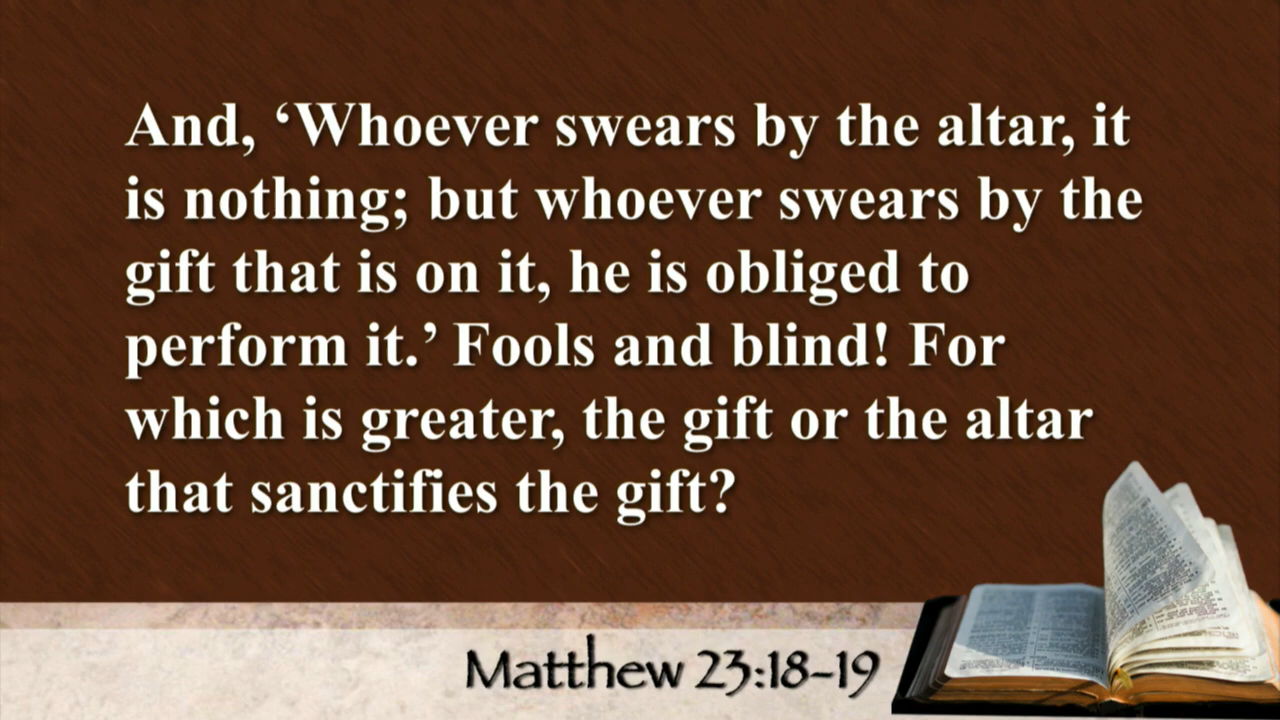 And, ‘Whoever swears by the altar, it
is nothing; but whoever swears by the
gift that is on it, he is obliged to
perform it.’ Fools and blind! For
which is greater, the gift or the altar
that sanctifies the gift?
Matthew 23:18-19